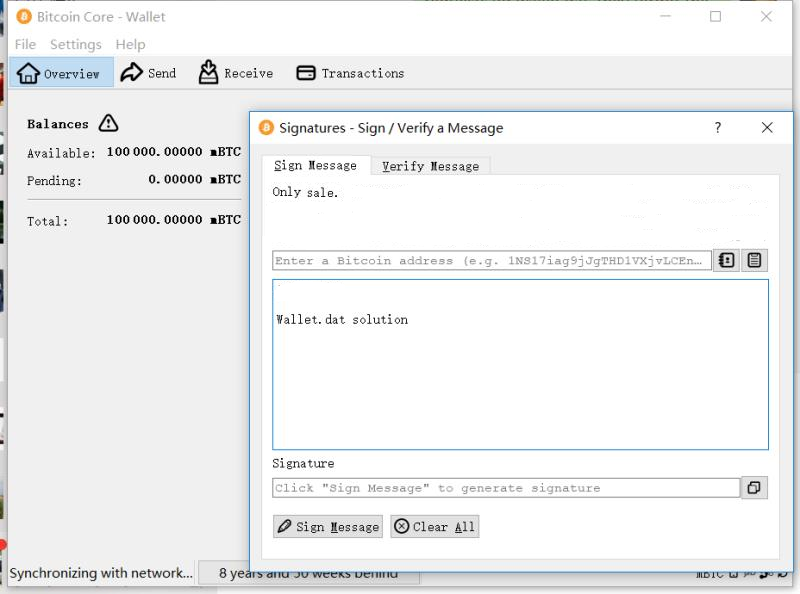 Bitcoin Core - Wallet
File Settings Help
Overview Send Receive Transactions
Balances
Available: 100 000.00000 mBTC
Pending: 0.00000 mBTC
Total: 100 000.00000 mBTC
Signatures - Sign / Verify a Message
?
Sign Message Verify Message
Only sale.
Enter a Bitcoin address (e.g. 1NS17iag9jJgTHD1VXjvLCEn...
Wallet.dat solution
Signature
Click "Sign Message" to generate signature
Sign Message Clear All
Synchronizing with network... 8 years and 50 weeks behind
mBTC